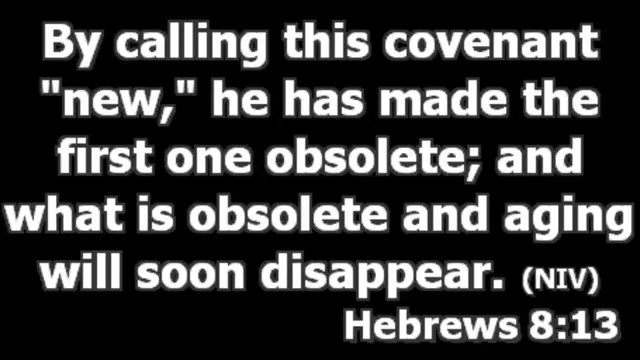 By calling this covenant
"new," he has made the
first one obsolete; and
what is obsolete and aging
will soon disappear. (NIV)
Hebrews 8:13